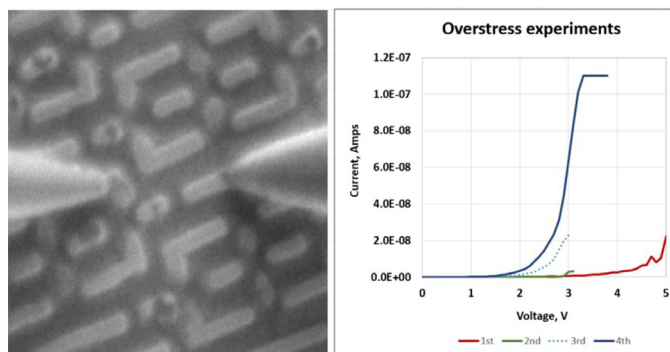 Overstress experiments
Current, Amps
1.2E-07
1.0E-07
8.0E-08
6.0E-08
4.0E-08
2.0E-08
0.0E+00
0 1 2 3 4 5
Voltage, V
1st 2nd 3rd 4th